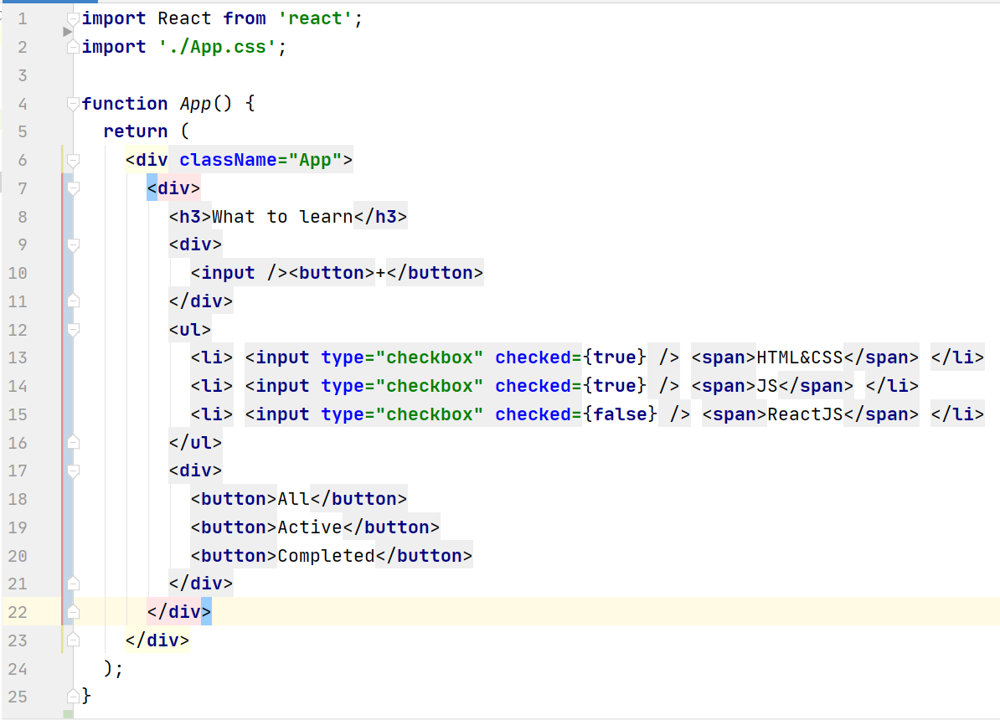 1 import React from 'react';
2 import './App.css';
3
4 function App() {
5   return (
6     <div className="App">
7       <div>
8         <h3>What to learn</h3>
9         <div>
10           <input /><button>+</button>
11         </div>
12         <ul>
13           <li> <input type="checkbox" checked={true} /> <span>HTML&CSS</span> </li>
14           <li> <input type="checkbox" checked={true} /> <span>JS</span> </li>
15           <li> <input type="checkbox" checked={false} /> <span>ReactJS</span> </li>
16         </ul>
17         <div>
18           <button>All</button>
19           <button>Active</button>
20           <button>Completed</button>
21         </div>
22       </div>
23     </div>
24   );
25 }